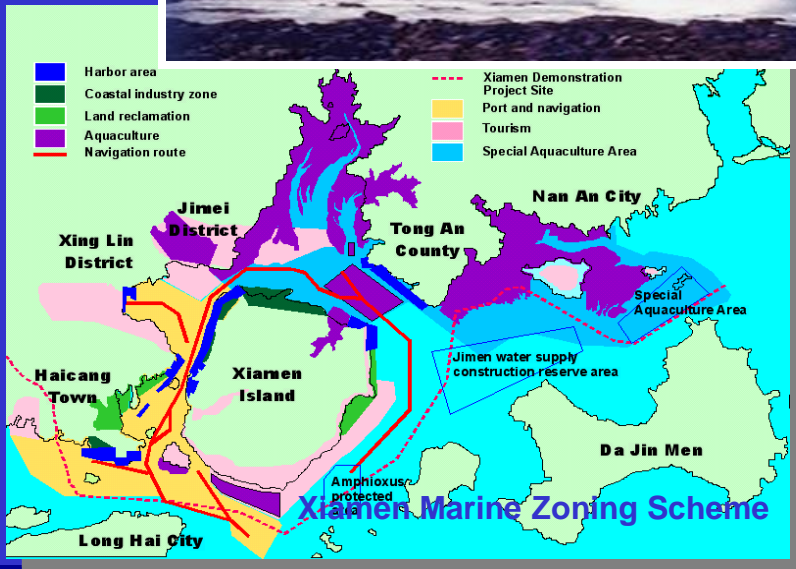 Harbor area
Coastal industry zone
Land reclamation
Aquaculture
Navigation route
Xiamen Demonstration
Project Site
Port and navigation
Tourism
Special Aquaculture Area
Jimei
District
Xing Lin
District
Tong An
County
Nan An City
Special
Aquaculture Area
Jimen water supply
construction reserve area
Haicang
Town
Xiamen
Island
Da Jin Men
Amphioxus
protected
area
Xiamen Marine Zoning Scheme
Long Hai City